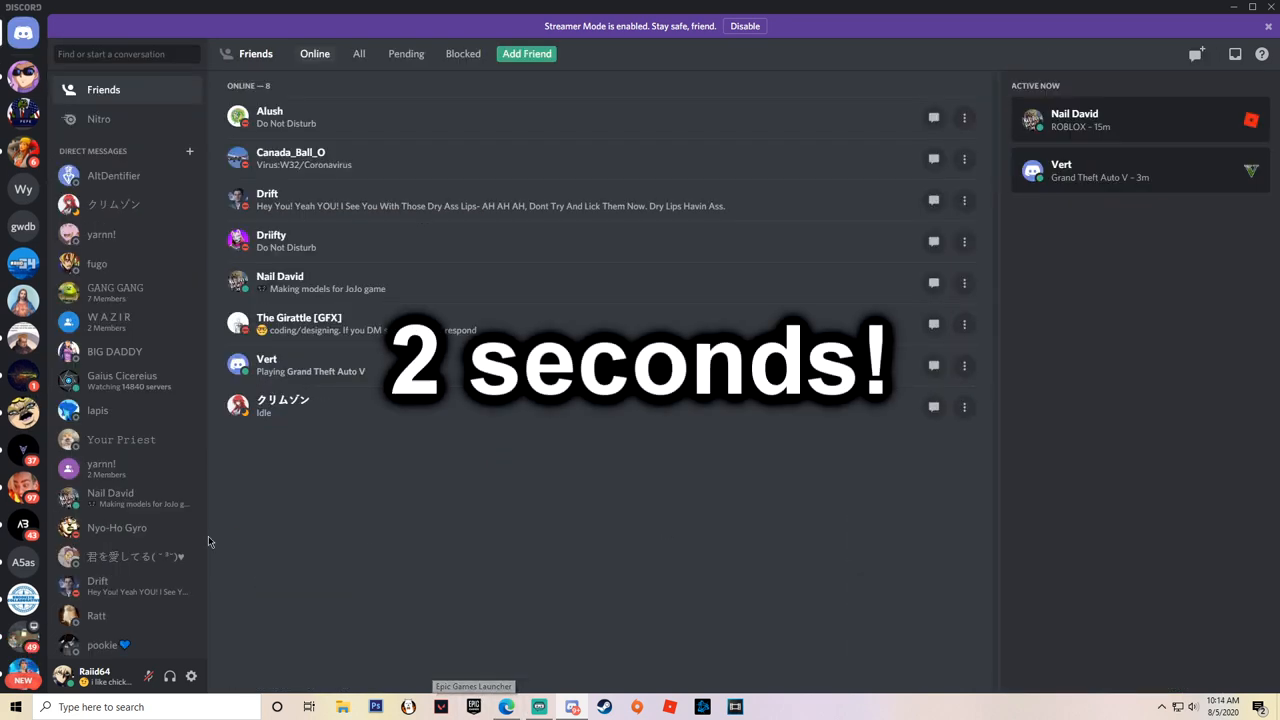 DISCORD
Streamer Mode is enabled. Stay safe, friend. Disable
Find or start a conversation
Friends Online All Pending Blocked Add Friend
Friends
Nitro
DIRECT MESSAGES
AltDentifier
クリムゾン
yarnn!
fugo
GANG GANG
7 Members
W A Z I R
2 Members
BIG DADDY
Gaius Cicereius
Watching 14840 servers
lapis
Your Priest
yarnn!
2 Members
Nail David
Making models for JoJo g...
Nyo-Ho Gyro
君を愛してる( ˘ ³˘)♥
Drift
Hey You! Yeah YOU! I See Y...
Ratt
pookie 💙
Raiid64
i like chick...
6
Wy
gwdb
1
37
97
43
A5as
49
NEW
ONLINE — 8
Alush
Do Not Disturb
Canada_Ball_O
Virus:W32/Coronavirus
Drift
Hey You! Yeah YOU! I See You With Those Dry Ass Lips- AH AH AH, Dont Try And Lick Them Now. Dry Lips Havin Ass.
Driifty
Do Not Disturb
Nail David
Making models for JoJo game
The Girattle [GFX]
coding/designing. If you DM respond
Vert
Playing Grand Theft Auto V
クリムゾン
Idle
2 seconds!
ACTIVE NOW
Nail David
ROBLOX - 15m
Vert
Grand Theft Auto V - 3m
Epic Games Launcher
Type here to search
10:14 AM
8/5/2020
2